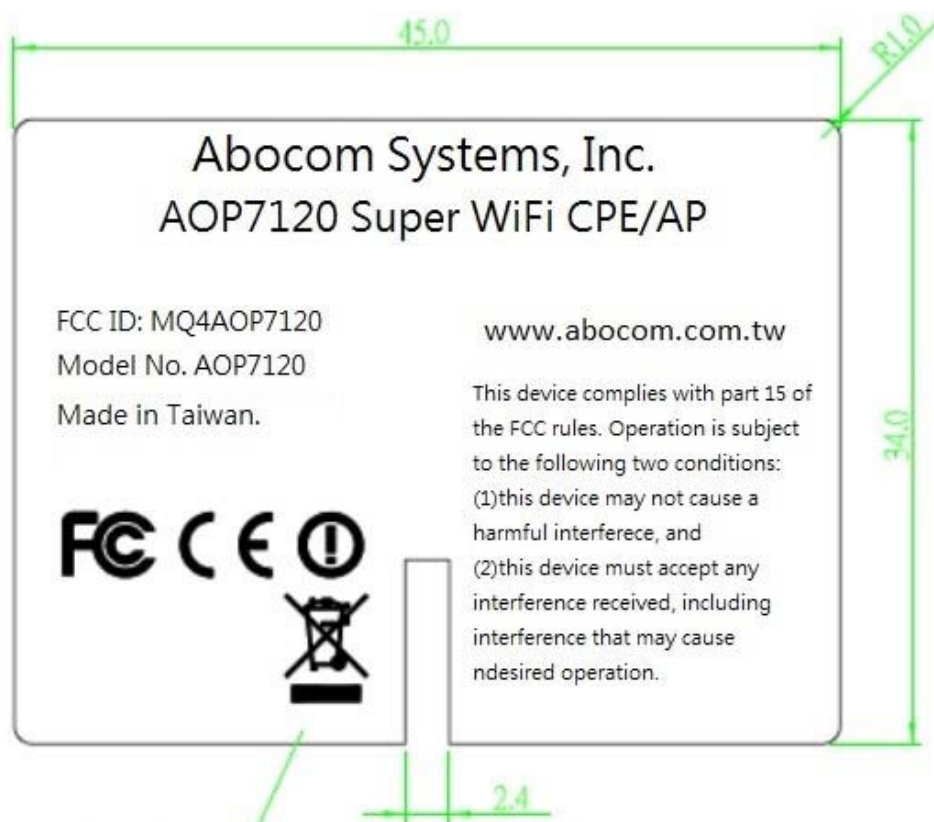 45.0
R1.0
Abocom Systems, Inc.
AOP7120 Super WiFi CPE/AP
FCC ID: MQ4AOP7120
Model No. AOP7120
Made in Taiwan.
www.abocom.com.tw
This device complies with part 15 of
the FCC rules. Operation is subject
to the following two conditions:
(1)this device may not cause a
harmful interferece, and
(2)this device must accept any
interference received, including
interference that may cause
ndesired operation.
34.0
FC CE
2.4